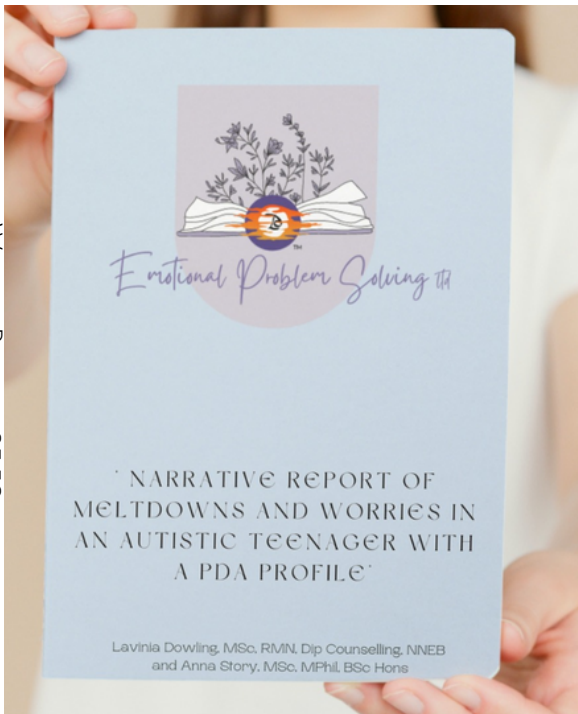 TM
Emotional Problem Solving ltd
' NARRATIVE REPORT OF
MELTDOWNS AND WORRIES IN
AN AUTISTIC TEENAGER WITH
A PDA PROFILE'
Lavinia Dowling, MSc, RMN, Dip Counselling, NNEB
and Anna Story, MSc, MPhil, BSc Hons